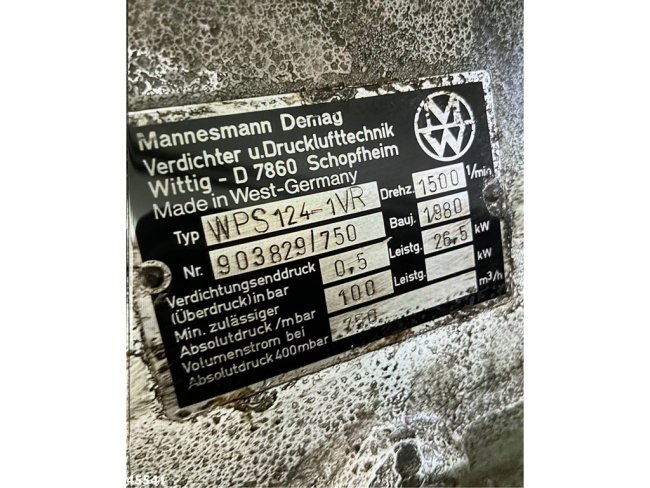 Mannesmann Demag
Verdichter u.Drucklufttechnik
Wittig - D 7860 Schopfheim
Made in West-Germany
Typ WPS 124-1VR Drehz. 1500 1/min
Nr. 903829/750 Bauj. 1980
Verdichtungsenddruck
(Überdruck) in bar 0,5 Leistg. 26,5 kW
Min. zulässiger
Absolutdruck/mbar 100 Leistg. kW
Volumenstrom bei
Absolutdruck 400mbar 750 m³/h
45541